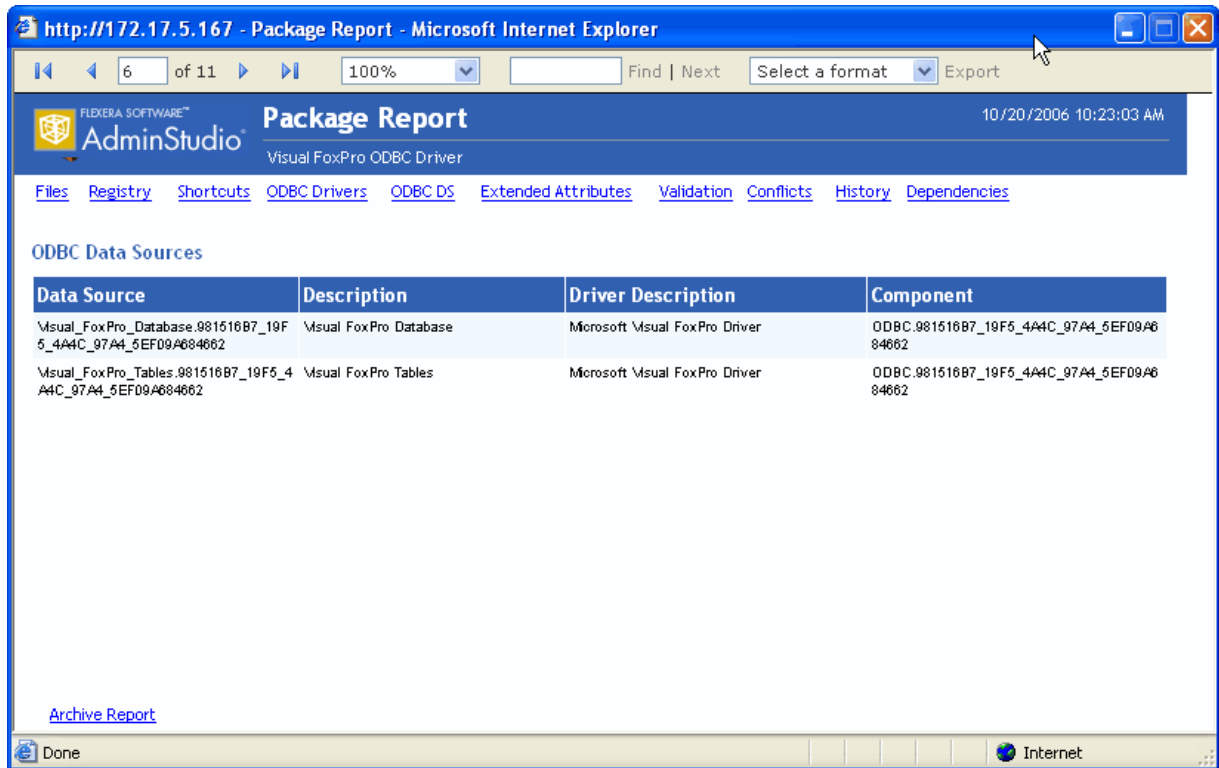 http://172.17.5.167 - Package Report - Microsoft Internet Explorer
6 of 11 100% Find | Next Select a format Export
FLEXERA SOFTWARE™
AdminStudio®
Package Report
10/20/2006 10:23:03 AM
Visual FoxPro ODBC Driver
Files Registry Shortcuts ODBC Drivers ODBC DS Extended Attributes Validation Conflicts History Dependencies
ODBC Data Sources
Data Source Description Driver Description Component
Visual_FoxPro_Database.981516B7_19F Visual FoxPro Database Microsoft Visual FoxPro Driver ODBC.981516B7_19F5_4A4C_97A4_5EF09A6
5_4A4C_97A4_5EF09A684662 84662
Visual_FoxPro_Tables.981516B7_19F5_4 Visual FoxPro Tables Microsoft Visual FoxPro Driver ODBC.981516B7_19F5_4A4C_97A4_5EF09A6
A4C_97A4_5EF09A684662 84662
Archive Report
Done Internet